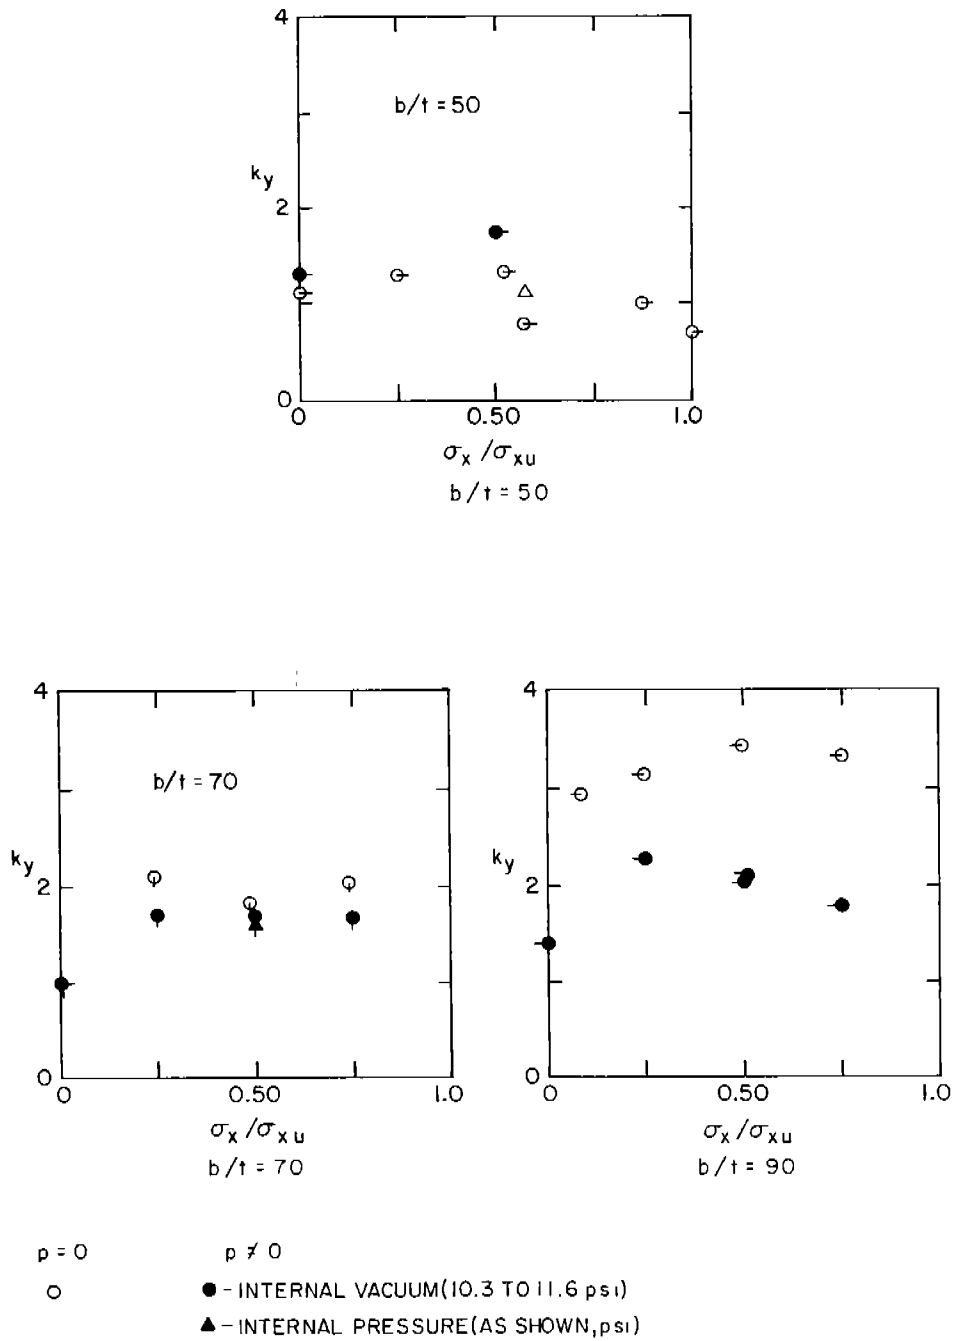 4
b/t = 50
ky
2
0
0
0.50
1.0
σx/σxu
b/t = 50
4
b/t = 70
ky
2
0
0
0.50
1.0
σx/σxu
b/t = 70
4
ky
2
0
0
0.50
1.0
σx/σxu
b/t = 90
p = 0
p ≠ 0
○
● - INTERNAL VACUUM(10.3 TO 11.6 psi)
▲ - INTERNAL PRESSURE(AS SHOWN, psi)